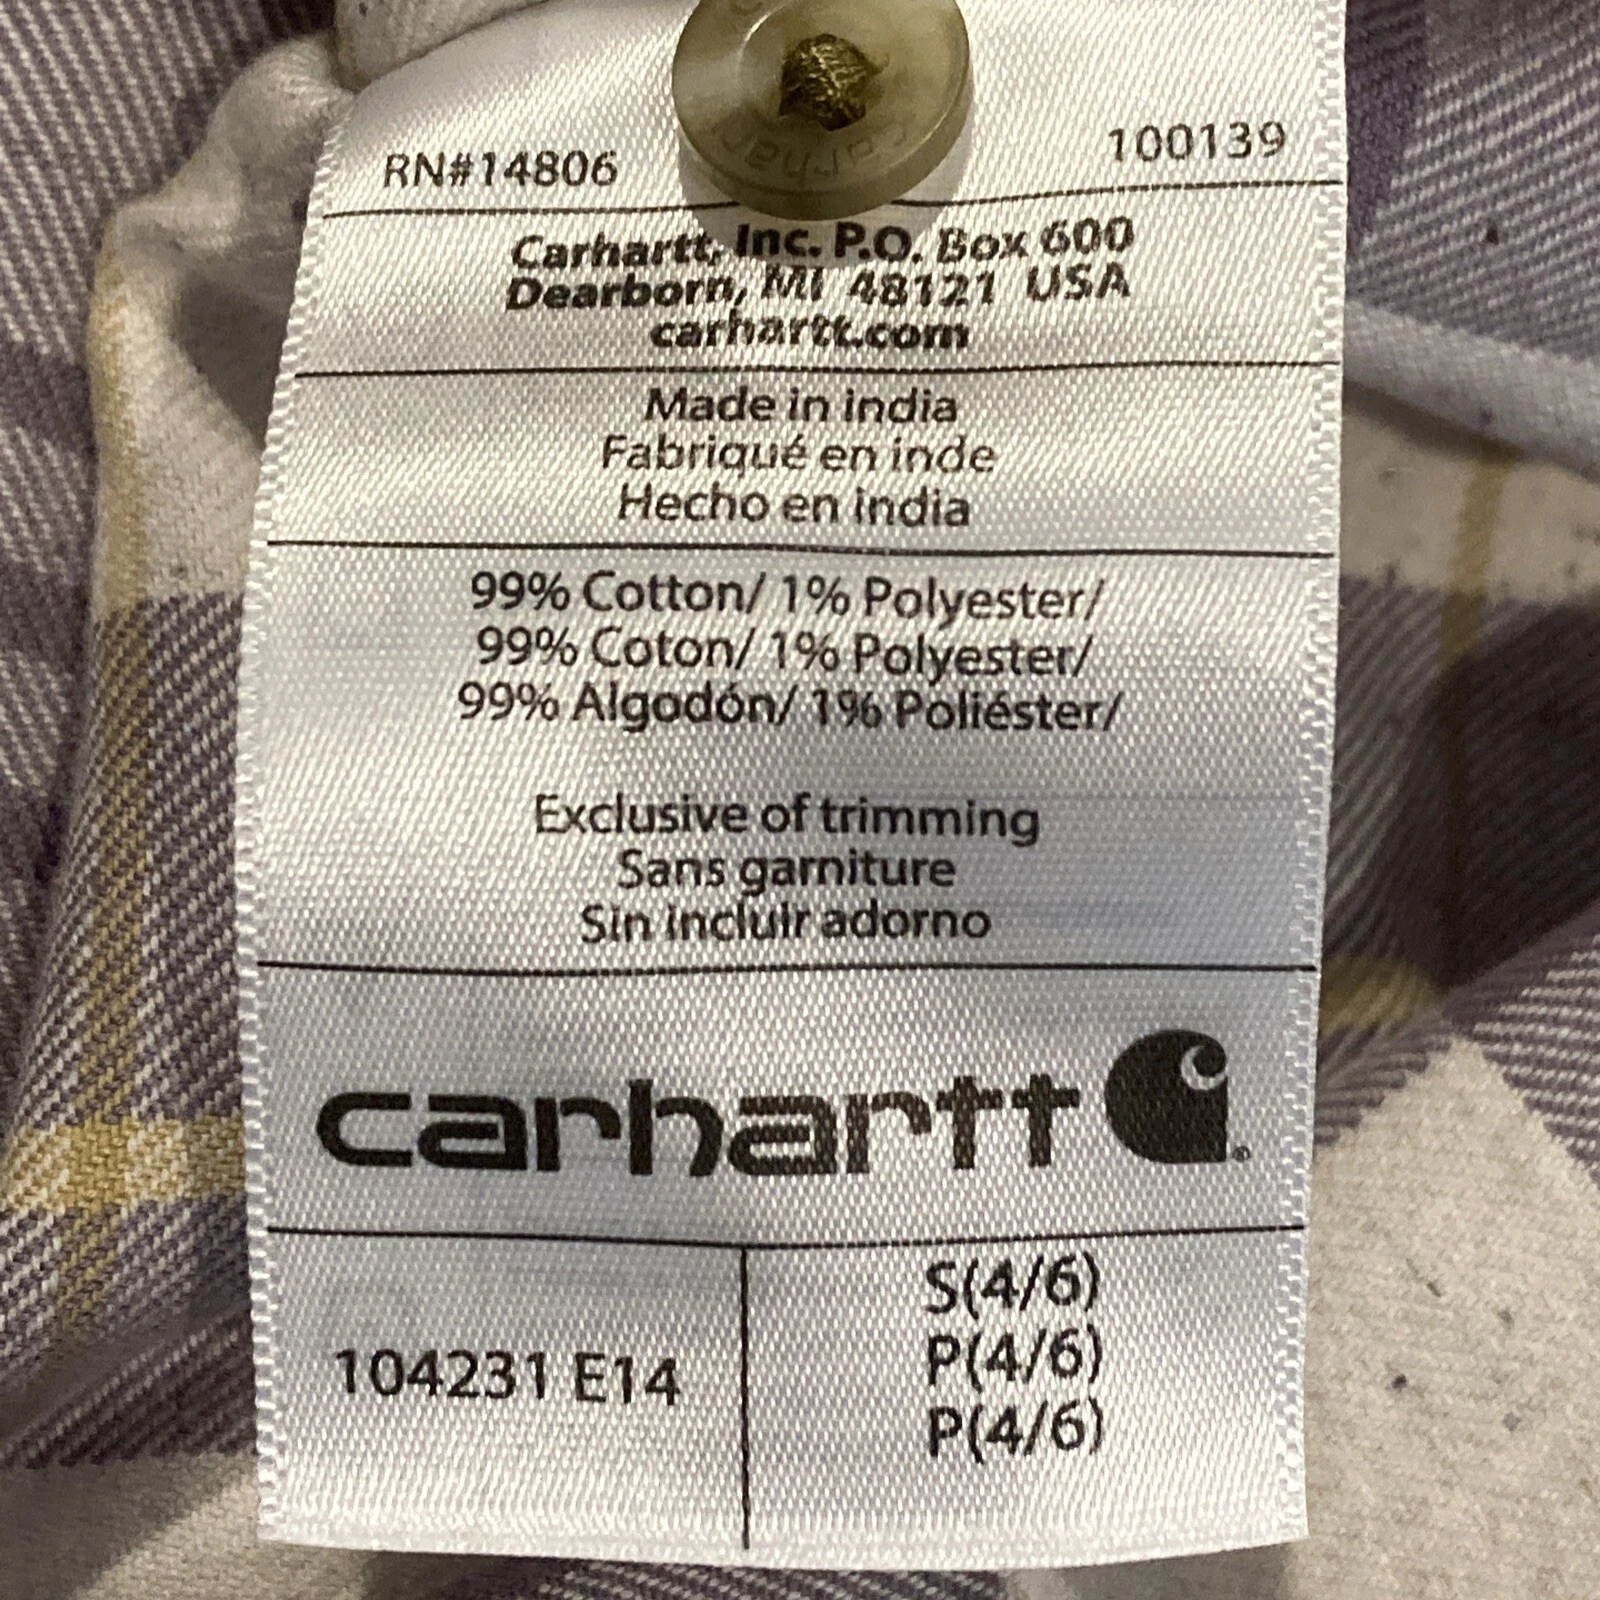 carhartt
RN#14806
100139
Carhartt, Inc. P.O. Box 600
Dearborn, MI 48121 USA
carhartt.com
Made in india
Fabriqué en inde
Hecho en india
99% Cotton/ 1% Polyester/
99% Coton/ 1% Polyester/
99% Algodón/ 1% Poliéster/
Exclusive of trimming
Sans garniture
Sin incluir adorno
carhartt ®
104231 E14
S(4/6)
P(4/6)
P(4/6)